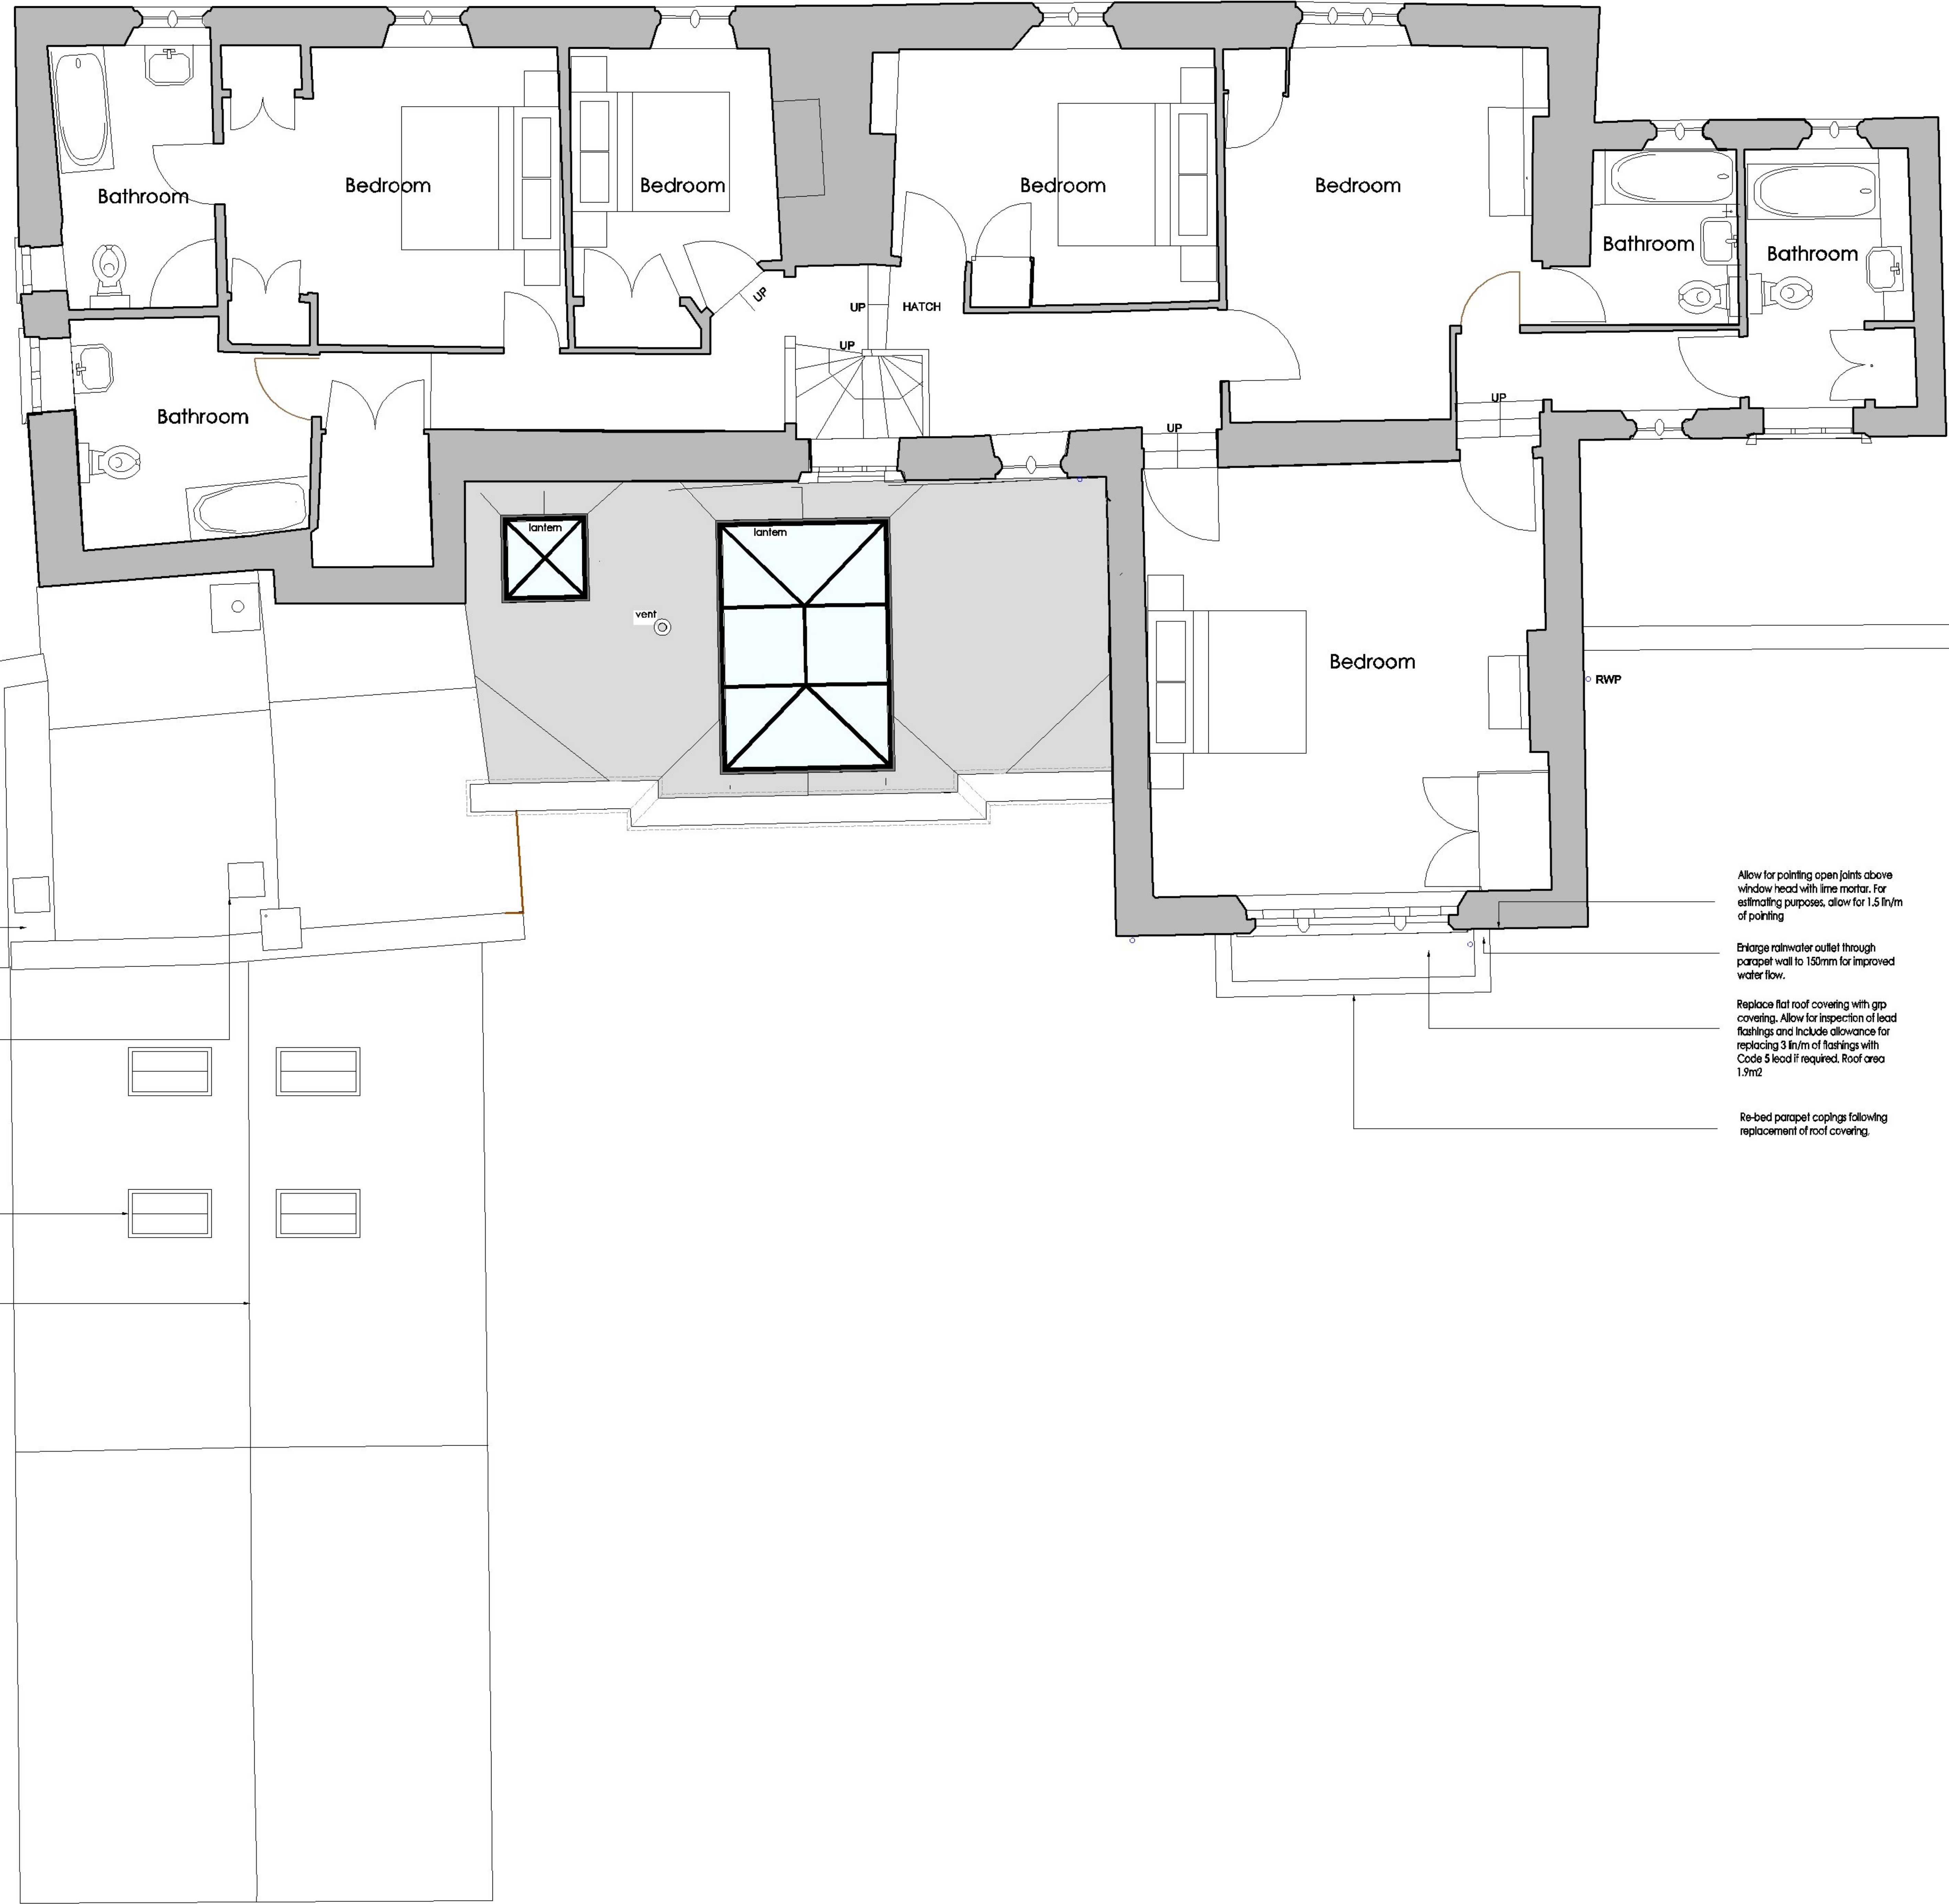 Bathroom
Bedroom
Bedroom
Bedroom
Bedroom
Bathroom
Bathroom
UP
UP
HATCH
UP
UP
Bathroom
UP
lantern
lantern
vent
Bedroom
RWP
Allow for pointing open joints above
window head with lime mortar. For
estimating purposes, allow for 1.5 lin/m
of pointing
Enlarge rainwater outlet through
parapet wall to 150mm for improved
water flow.
Replace flat roof covering with grp
covering. Allow for inspection of lead
flashings and include allowance for
replacing 3 lin/m of flashings with
Code 5 lead if required. Roof area
1.9m2
Re-bed parapet copings following
replacement of roof covering.